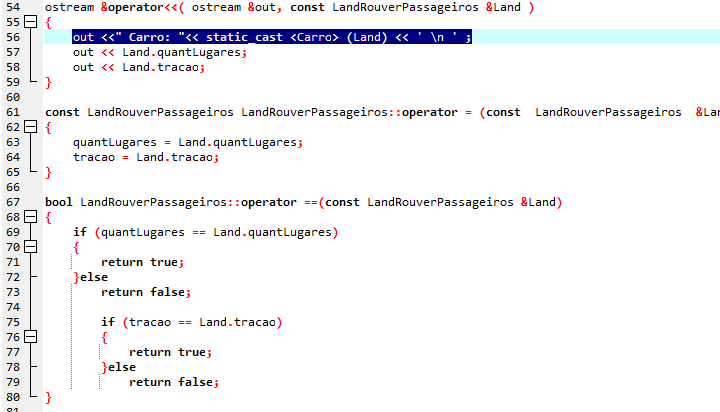 54 ostream &operator<<( ostream &out, const LandRouverPassageiros &Land )
55 {
56 out <<" Carro: "<< static_cast <Carro> (Land) << ' \n ' ;
57 out << Land.quantLugares;
58 out << Land.tracao;
59 }
60
61 const LandRouverPassageiros LandRouverPassageiros::operator = (const LandRouverPassageiros &Lan
62 {
63 quantLugares = Land.quantLugares;
64 tracao = Land.tracao;
65 }
66
67 bool LandRouverPassageiros::operator ==(const LandRouverPassageiros &Land)
68 {
69 if (quantLugares == Land.quantLugares)
70 {
71 return true;
72 }else
73 return false;
74
75 if (tracao == Land.tracao)
76 {
77 return true;
78 }else
79 return false;
80 }